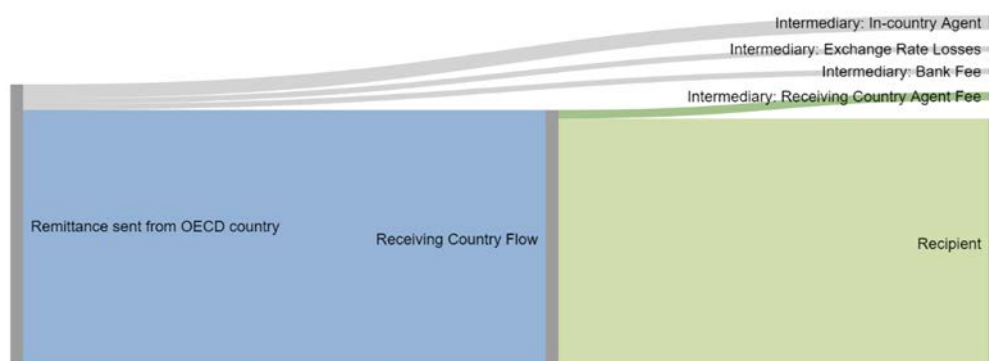 Intermediary: In-country Agent
Intermediary: Exchange Rate Losses
Intermediary: Bank Fee
Intermediary: Receiving Country Agent Fee
Remittance sent from OECD country
Receiving Country Flow
Recipient